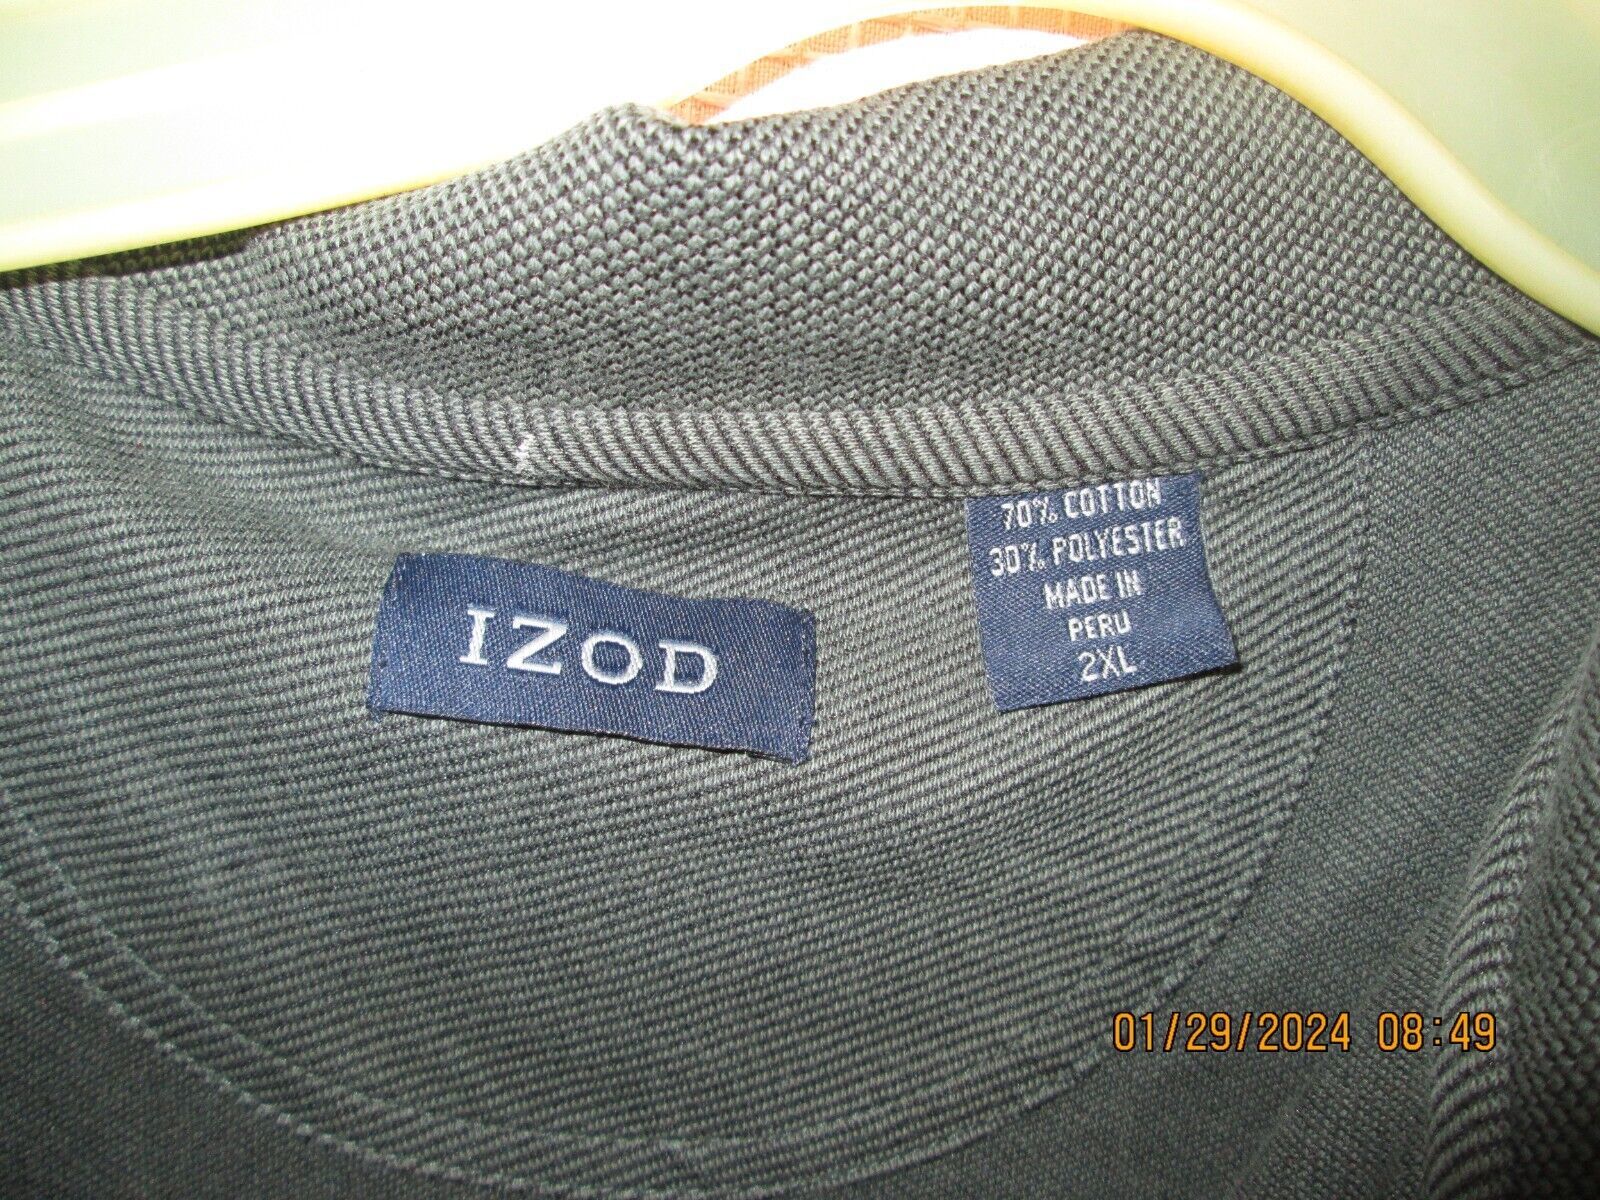 IZOD
70% COTTON
30% POLYESTER
MADE IN
PERU
2XL
01/29/2024 08:49